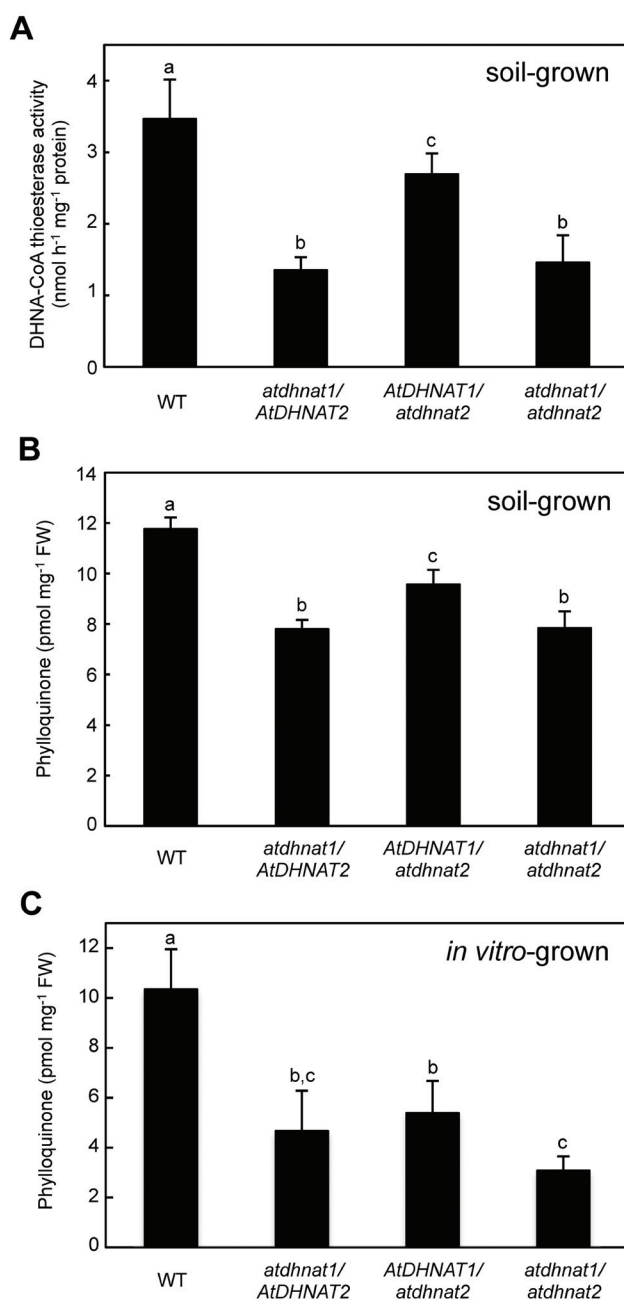 A
soil-grown
DHNA-CoA thioesterase activity
(nmol h⁻¹ mg⁻¹ protein)
4
3
2
1
0
a
b
c
b
WT
atdhnat1/
AtDHNAT2
AtDHNAT1/
atdhnat2
atdhnat1/
atdhnat2
B
soil-grown
Phylloquinone (pmol mg⁻¹ FW)
14
12
10
8
6
4
2
0
a
b
c
b
WT
atdhnat1/
AtDHNAT2
AtDHNAT1/
atdhnat2
atdhnat1/
atdhnat2
C
in vitro-grown
Phylloquinone (pmol mg⁻¹ FW)
12
10
8
6
4
2
0
a
b,c
b
c
WT
atdhnat1/
AtDHNAT2
AtDHNAT1/
atdhnat2
atdhnat1/
atdhnat2